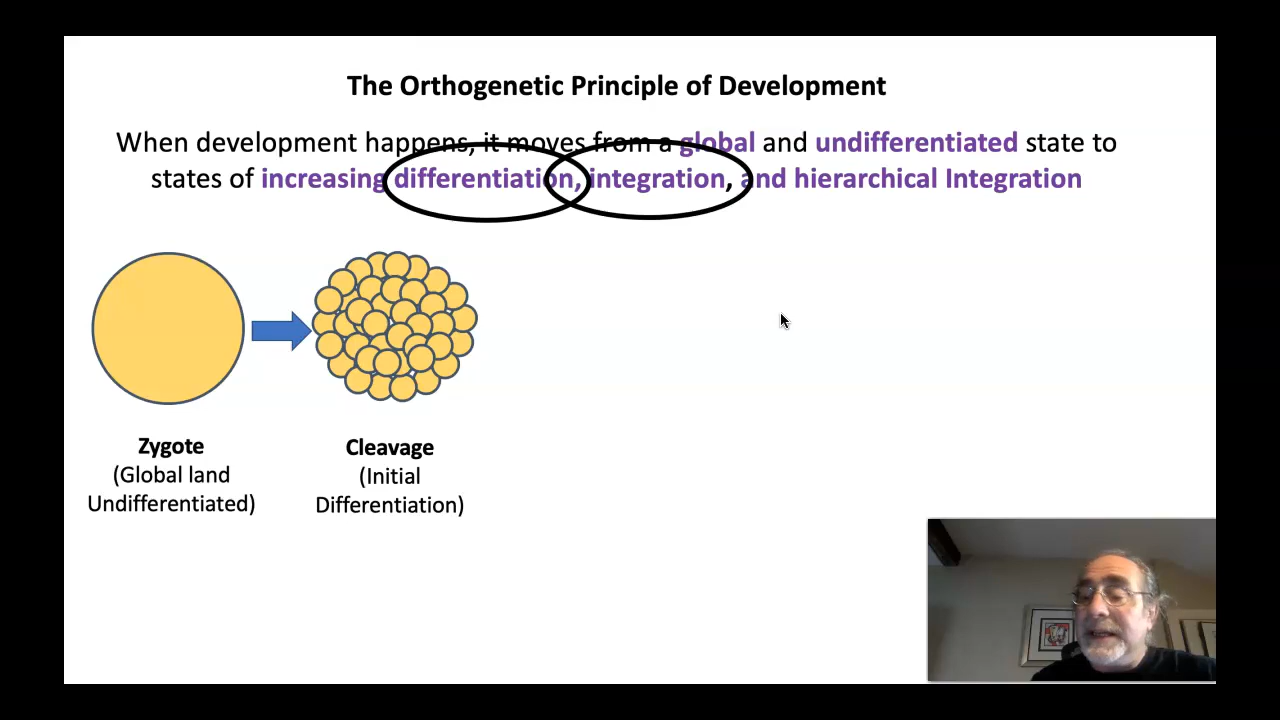 The Orthogenetic Principle of Development
When development happens, it moves from a global and undifferentiated state to
states of increasing differentiation, integration, and hierarchical Integration
Zygote
(Global land
Undifferentiated)
Cleavage
(Initial
Differentiation)